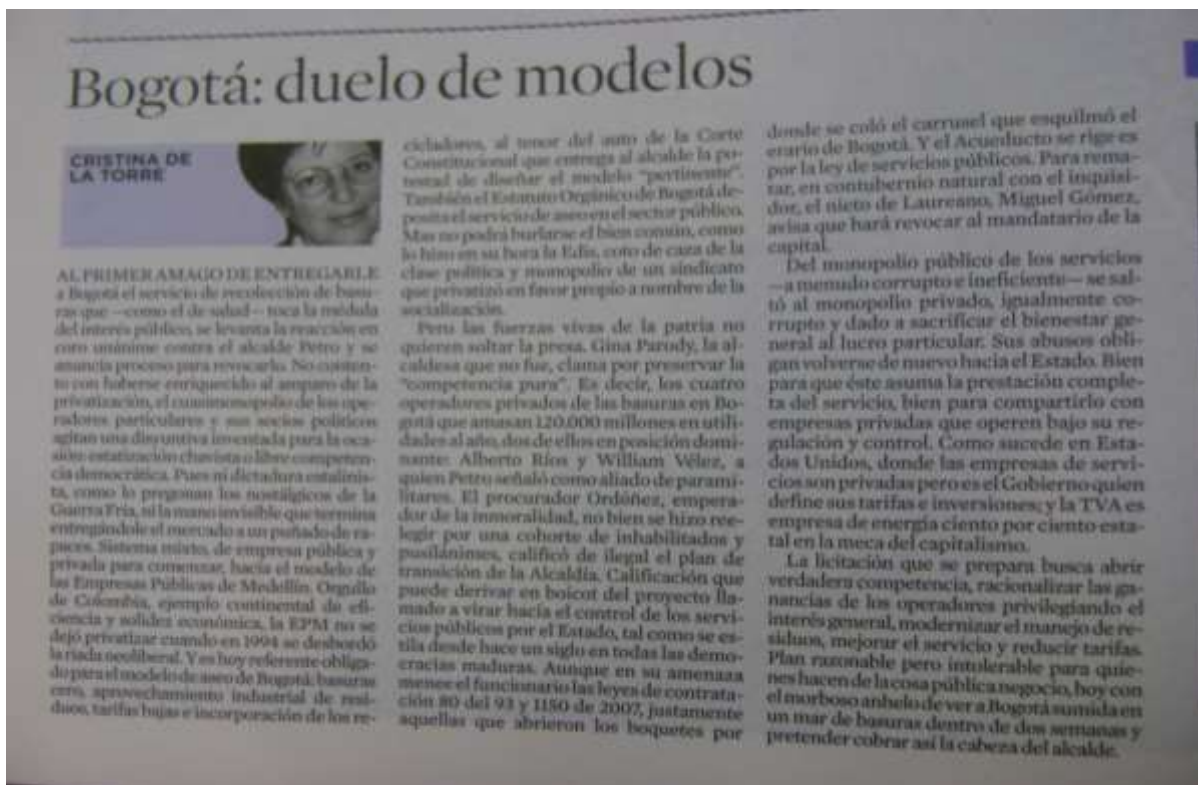 Bogotá: duelo de modelos
CRISTINA DE
LA TORRE
AL PRIMER AMAGO DE ENTREGARLE
a Bogotá el servicio de recolección de basu-
ras que —como el de salud— toca la médula
del interés público, se levanta la reacción en
coro unánime contra el alcalde Petro y se
anuncia proceso para revocarlo. No conten-
to con haberse enriquecido al amparo de la
privatización, el cuasimonopolio de los ope-
radores particulares y sus socios políticos
agitan una disyuntiva inventada para la oca-
sión: estatización chavista o libre competen-
cia democrática. Pues ni dictadura estalinis-
ta, como lo pregonan los nostálgicos de la
Guerra Fría, ni la mano invisible que termina
entregándole el mercado a un puñado de ra-
paces. Sistema mixto, de empresa pública y
privada para comenzar, hacia el modelo de
las Empresas Públicas de Medellín. Orgullo
de Colombia, ejemplo continental de efi-
ciencia y solidez económica, la EPM no se
dejó privatizar cuando en 1994 se desbordó
la riada neoliberal. Y es hoy referente obliga-
do para el modelo de aseo de Bogotá: basuras
cero, aprovechamiento industrial de resi-
duos, tarifas bajas e incorporación de los re-
cicladores, al tenor del auto de la Corte
Constitucional que entrega al alcalde la po-
testad de diseñar el modelo "pertinente".
También el Estatuto Orgánico de Bogotá de-
posita el servicio de aseo en el sector público.
Mas no podrá burlarse el bien común, como
lo hizo en su hora la Edis, coto de caza de la
clase política y monopolio de un sindicato
que privatizó en favor propio a nombre de la
socialización.
Peru las fuerzas vivas de la patria no
quieren soltar la presa. Gina Parody, la al-
caldesa que no fue, clama por preservar la
"competencia pura". Es decir, los cuatro
operadores privados de las basuras en Bo-
gotá que amasan 120.000 millones en utili-
dades al año, dos de ellos en posición domi-
nante: Alberto Ríos y William Vélez, a
quien Petro señaló como aliado de parami-
litares. El procurador Ordóñez, empera-
dor de la inmoralidad, no bien se hizo ree-
legir por una cohorte de inhabilitados y
pusilánimes, calificó de ilegal el plan de
transición de la Alcaldía. Calificación que
puede derivar en boicot del proyecto lla-
mado a virar hacia el control de los servi-
cios públicos por el Estado, tal como se es-
tila desde hace un siglo en todas las demo-
cracias maduras. Aunque en su amenaza
menee el funcionario las leyes de contrata-
ción 80 del 93 y 1150 de 2007, justamente
aquellas que abrieron los boquetes por
donde se coló el carrusel que esquilmó el
erario de Bogotá. Y el Acueducto se rige es
por la ley de servicios públicos. Para rema-
tar, en contubernio natural con el inquisi-
dor, el nieto de Laureano, Miguel Gómez,
avisa que hará revocar al mandatario de la
capital.
Del monopolio público de los servicios
—a menudo corrupto e ineficiente— se sal-
tó al monopolio privado, igualmente co-
rrupto y dado a sacrificar el bienestar ge-
neral al lucro particular. Sus abusos obli-
gan volverse de nuevo hacia el Estado. Bien
para que éste asuma la prestación comple-
ta del servicio, bien para compartirlo con
empresas privadas que operen bajo su re-
gulación y control. Como sucede en Esta-
dos Unidos, donde las empresas de servi-
cios son privadas pero es el Gobierno quien
define sus tarifas e inversiones; y la TVA es
empresa de energía ciento por ciento esta-
tal en la meca del capitalismo.
La licitación que se prepara busca abrir
verdadera competencia, racionalizar las ga-
nancias de los operadores privilegiando el
interés general, modernizar el manejo de re-
siduos, mejorar el servicio y reducir tarifas.
Plan razonable pero intolerable para quie-
nes hacen de la cosa pública negocio, hoy con
el morboso anhelo de ver a Bogotá sumida en
un mar de basuras dentro de dos semanas y
pretender cobrar así la cabeza del alcalde.